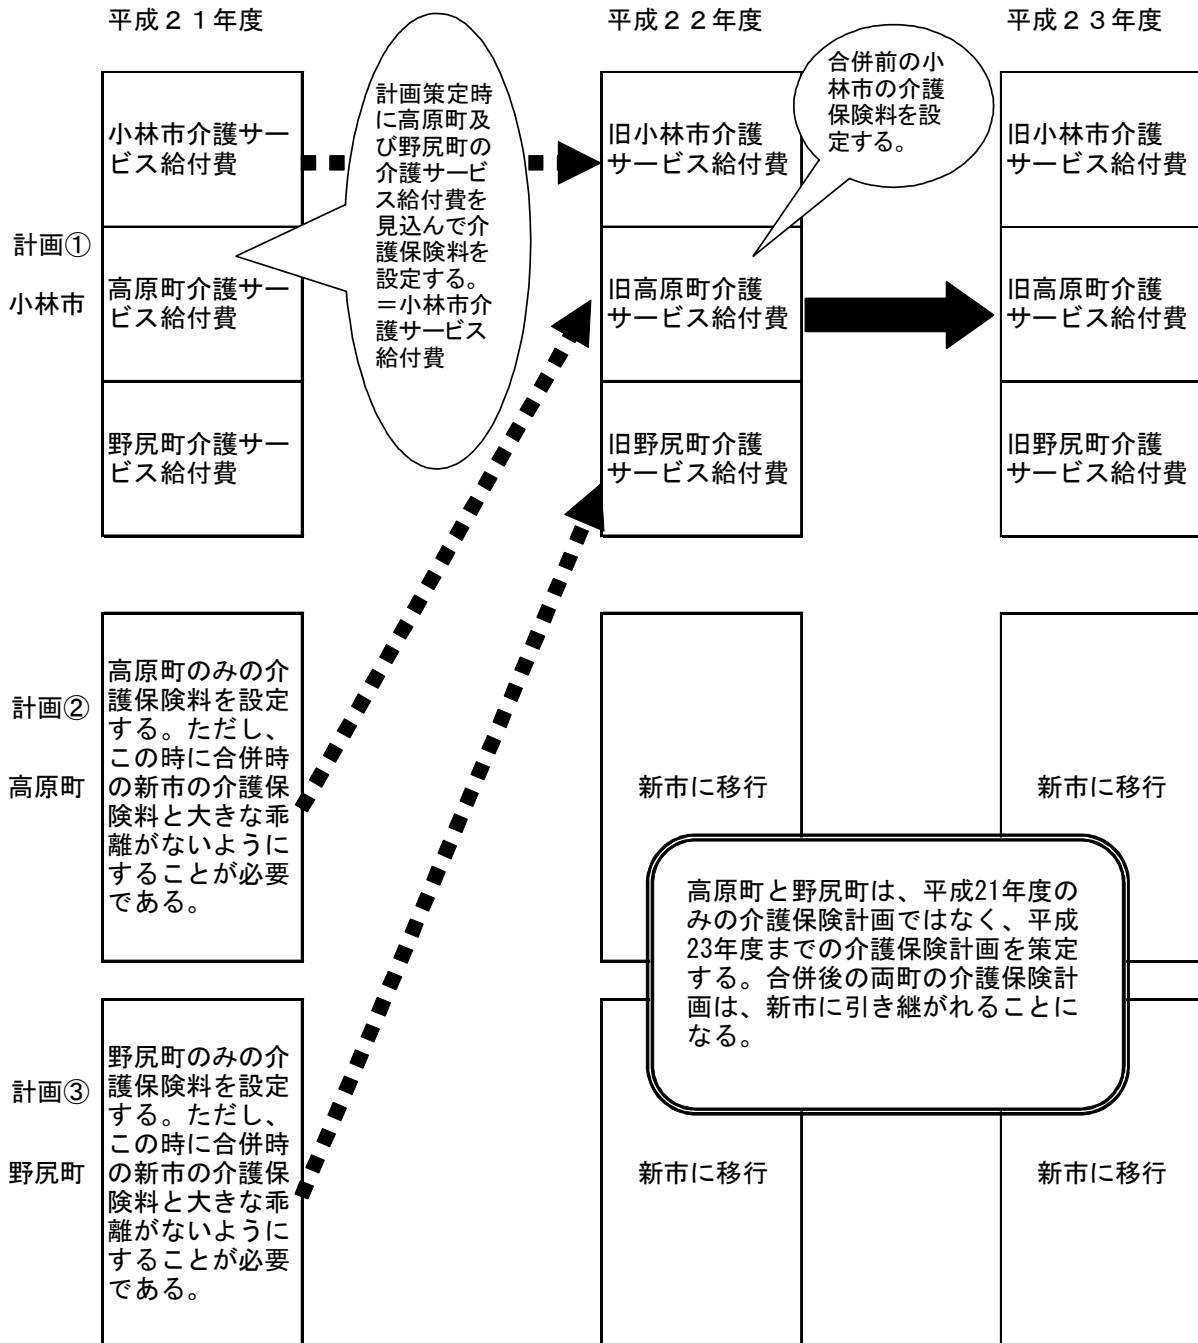 平成２１年度
平成２２年度
平成２３年度
小林市介護サー
ビス給付費
計画策定時
に高原町及
び野尻町の
介護サービ
ス給付費を
見込んで介
護保険料を
設定する。
＝小林市介
護サービス
給付費
旧小林市介護
サービス給付費
合併前の小
林市の介護
保険料を設
定する。
旧小林市介護
サービス給付費
計画①
小林市
高原町介護サー
ビス給付費
旧高原町介護
サービス給付費
旧高原町介護
サービス給付費
野尻町介護サー
ビス給付費
旧野尻町介護
サービス給付費
旧野尻町介護
サービス給付費
計画②
高原町
高原町のみの介
護保険料を設定
する。ただし、
この時に合併時
の新市の介護保
険料と大きな乖
離がないように
することが必要
である。
新市に移行
新市に移行
高原町と野尻町は、平成21年度の
みの介護保険計画ではなく、平成
23年度までの介護保険計画を策定
する。合併後の両町の介護保険計
画は、新市に引き継がれることに
なる。
計画③
野尻町
野尻町のみの介
護保険料を設定
する。ただし、
この時に合併時
の新市の介護保
険料と大きな乖
離がないように
することが必要
である。
新市に移行
新市に移行